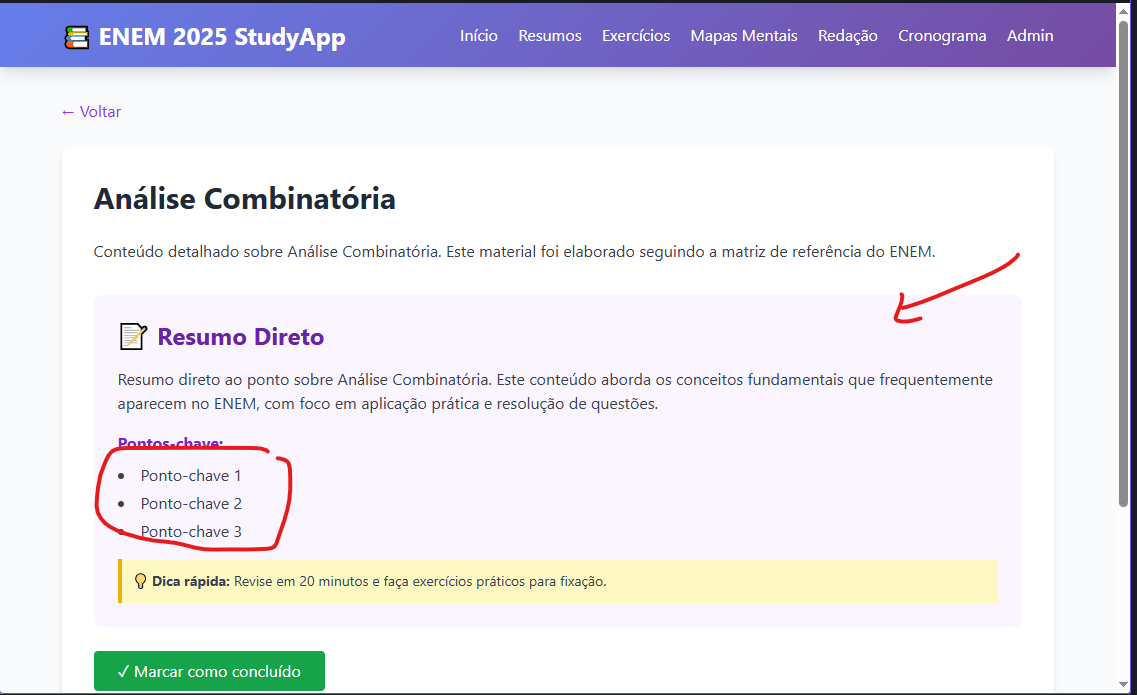 ENEM 2025 StudyApp
Início Resumos Exercícios Mapas Mentais Redação Cronograma Admin
← Voltar
Análise Combinatória
Conteúdo detalhado sobre Análise Combinatória. Este material foi elaborado seguindo a matriz de referência do ENEM.
Resumo Direto
Resumo direto ao ponto sobre Análise Combinatória. Este conteúdo aborda os conceitos fundamentais que frequentemente
aparecem no ENEM, com foco em aplicação prática e resolução de questões.
Pontos-chave:
• Ponto-chave 1
• Ponto-chave 2
• Ponto-chave 3
Dica rápida: Revise em 20 minutos e faça exercícios práticos para fixação.
✓ Marcar como concluído